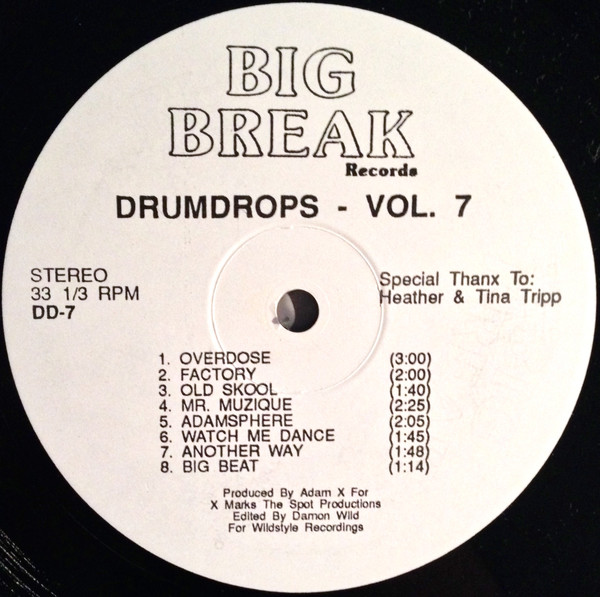 BIG
BREAK
Records
DRUMDROPS - VOL. 7
STEREO
33 1/3 RPM
DD-7
Special Thanx To:
Heather & Tina Tripp
1. OVERDOSE (3:00)
2. FACTORY (2:00)
3. OLD SKOOL (1:40)
4. MR. MUZIQUE (2:25)
5. ADAMSPHERE (2:05)
6. WATCH ME DANCE (1:45)
7. ANOTHER WAY (1:48)
8. BIG BEAT (1:14)
Produced By Adam X For
X Marks The Spot Productions
Edited By Damon Wild
For Wildstyle Recordings